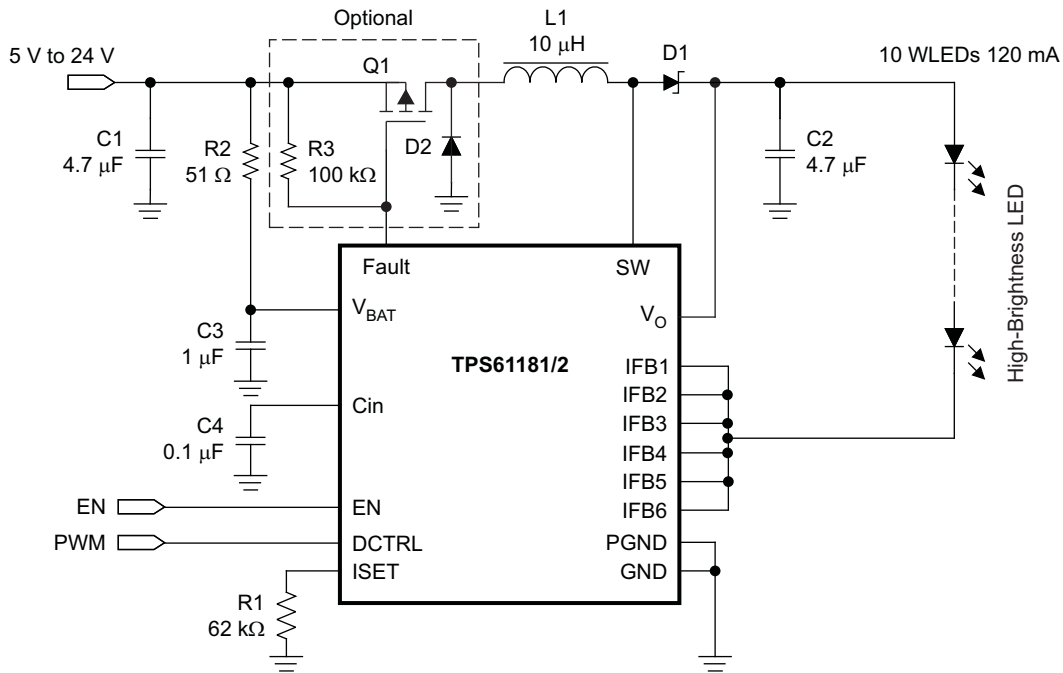 Optional
L1
10 μH
5 V to 24 V
Q1
D1
10 WLEDs 120 mA
C1
4.7 μF
R2
51 Ω
R3
100 kΩ
D2
C2
4.7 μF
High-Brightness LED
Fault
SW
VBAT
VO
C3
1 μF
TPS61181/2
IFB1
IFB2
IFB3
IFB4
IFB5
IFB6
Cin
C4
0.1 μF
EN
EN
PWM
DCTRL
PGND
ISET
GND
R1
62 kΩ